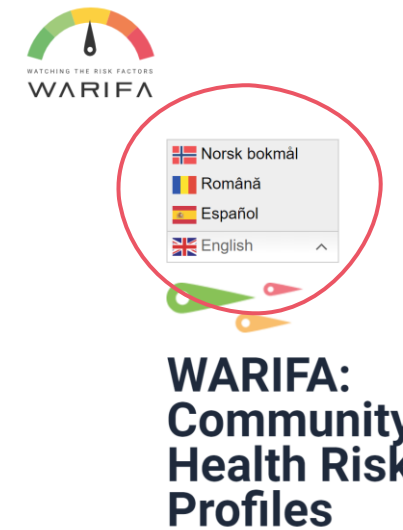 WATCHING THE RISK FACTORS
WARIFA
Norsk bokmål
Română
Español
English
WARIFA:
Community
Health Risk
Profiles